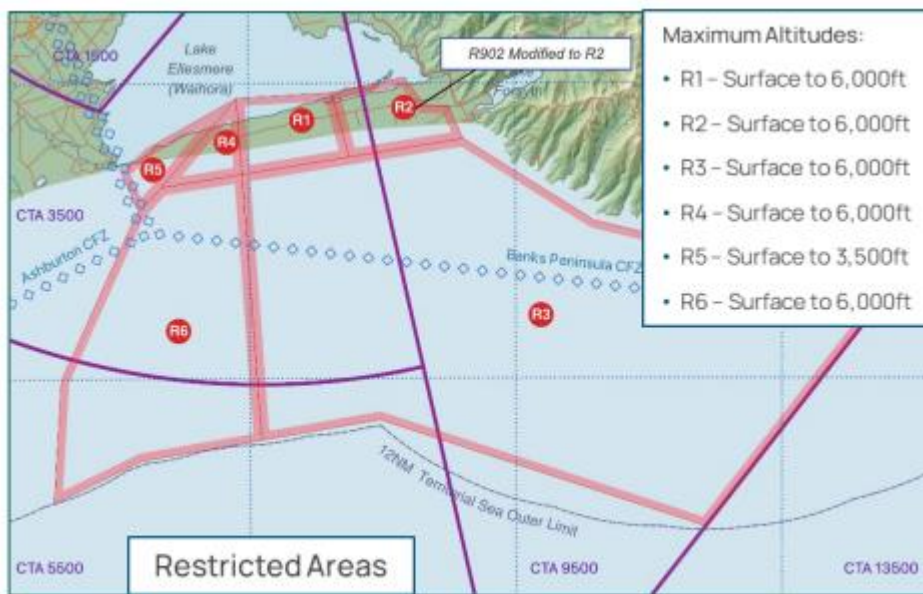 CTA 1500
Lake
Ellesmere
(Waihora)
R902 Modified to R2
Forsyth
R1
R2
R4
R5
CTA 3500
Ashburton CFZ
Banks Peninsula CFZ
R3
R6
12NM Territorial Sea Outer Limit
CTA 5500
Restricted Areas
CTA 9500
CTA 13500
Maximum Altitudes:
• R1 – Surface to 6,000ft
• R2 – Surface to 6,000ft
• R3 – Surface to 6,000ft
• R4 – Surface to 6,000ft
• R5 – Surface to 3,500ft
• R6 – Surface to 6,000ft